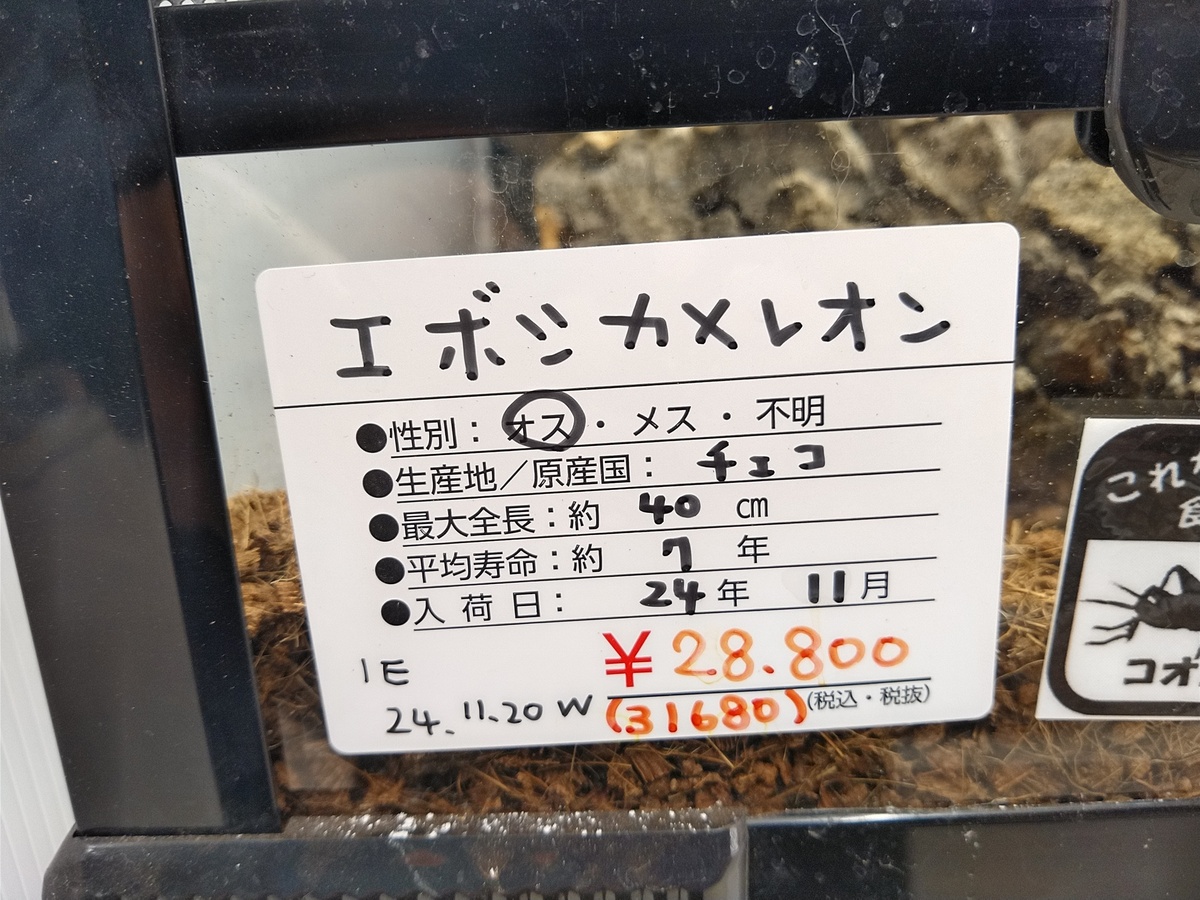 エボシカメレオン
●性別：オス・メス・不明
●生産地／原産国：チェコ
●最大全長：約 40 cm
●平均寿命：約 7 年
●入荷日：24年 11月
1E
¥28.800
24.11.20 W (31680) (税込・税抜)
これ
コオ